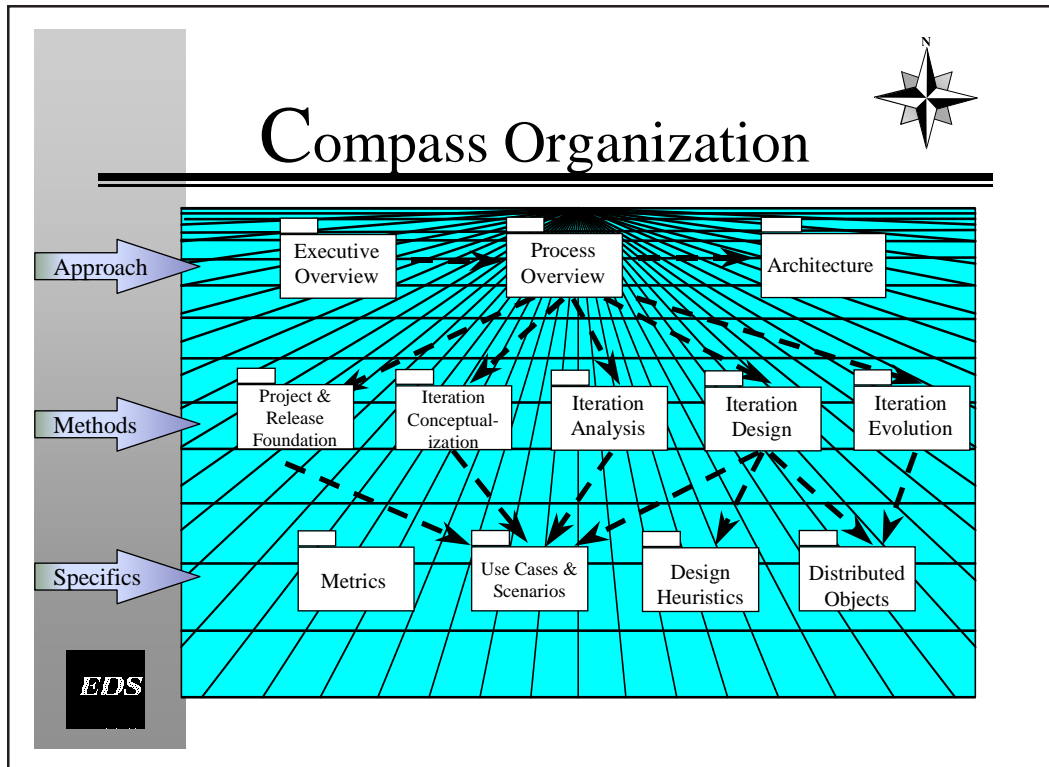 N
Compass Organization
Approach
Executive
Overview
Process
Overview
Architecture
Methods
Project &
Release
Foundation
Iteration
Conceptual-
ization
Iteration
Analysis
Iteration
Design
Iteration
Evolution
Specifics
Metrics
Use Cases &
Scenarios
Design
Heuristics
Distributed
Objects
EDS